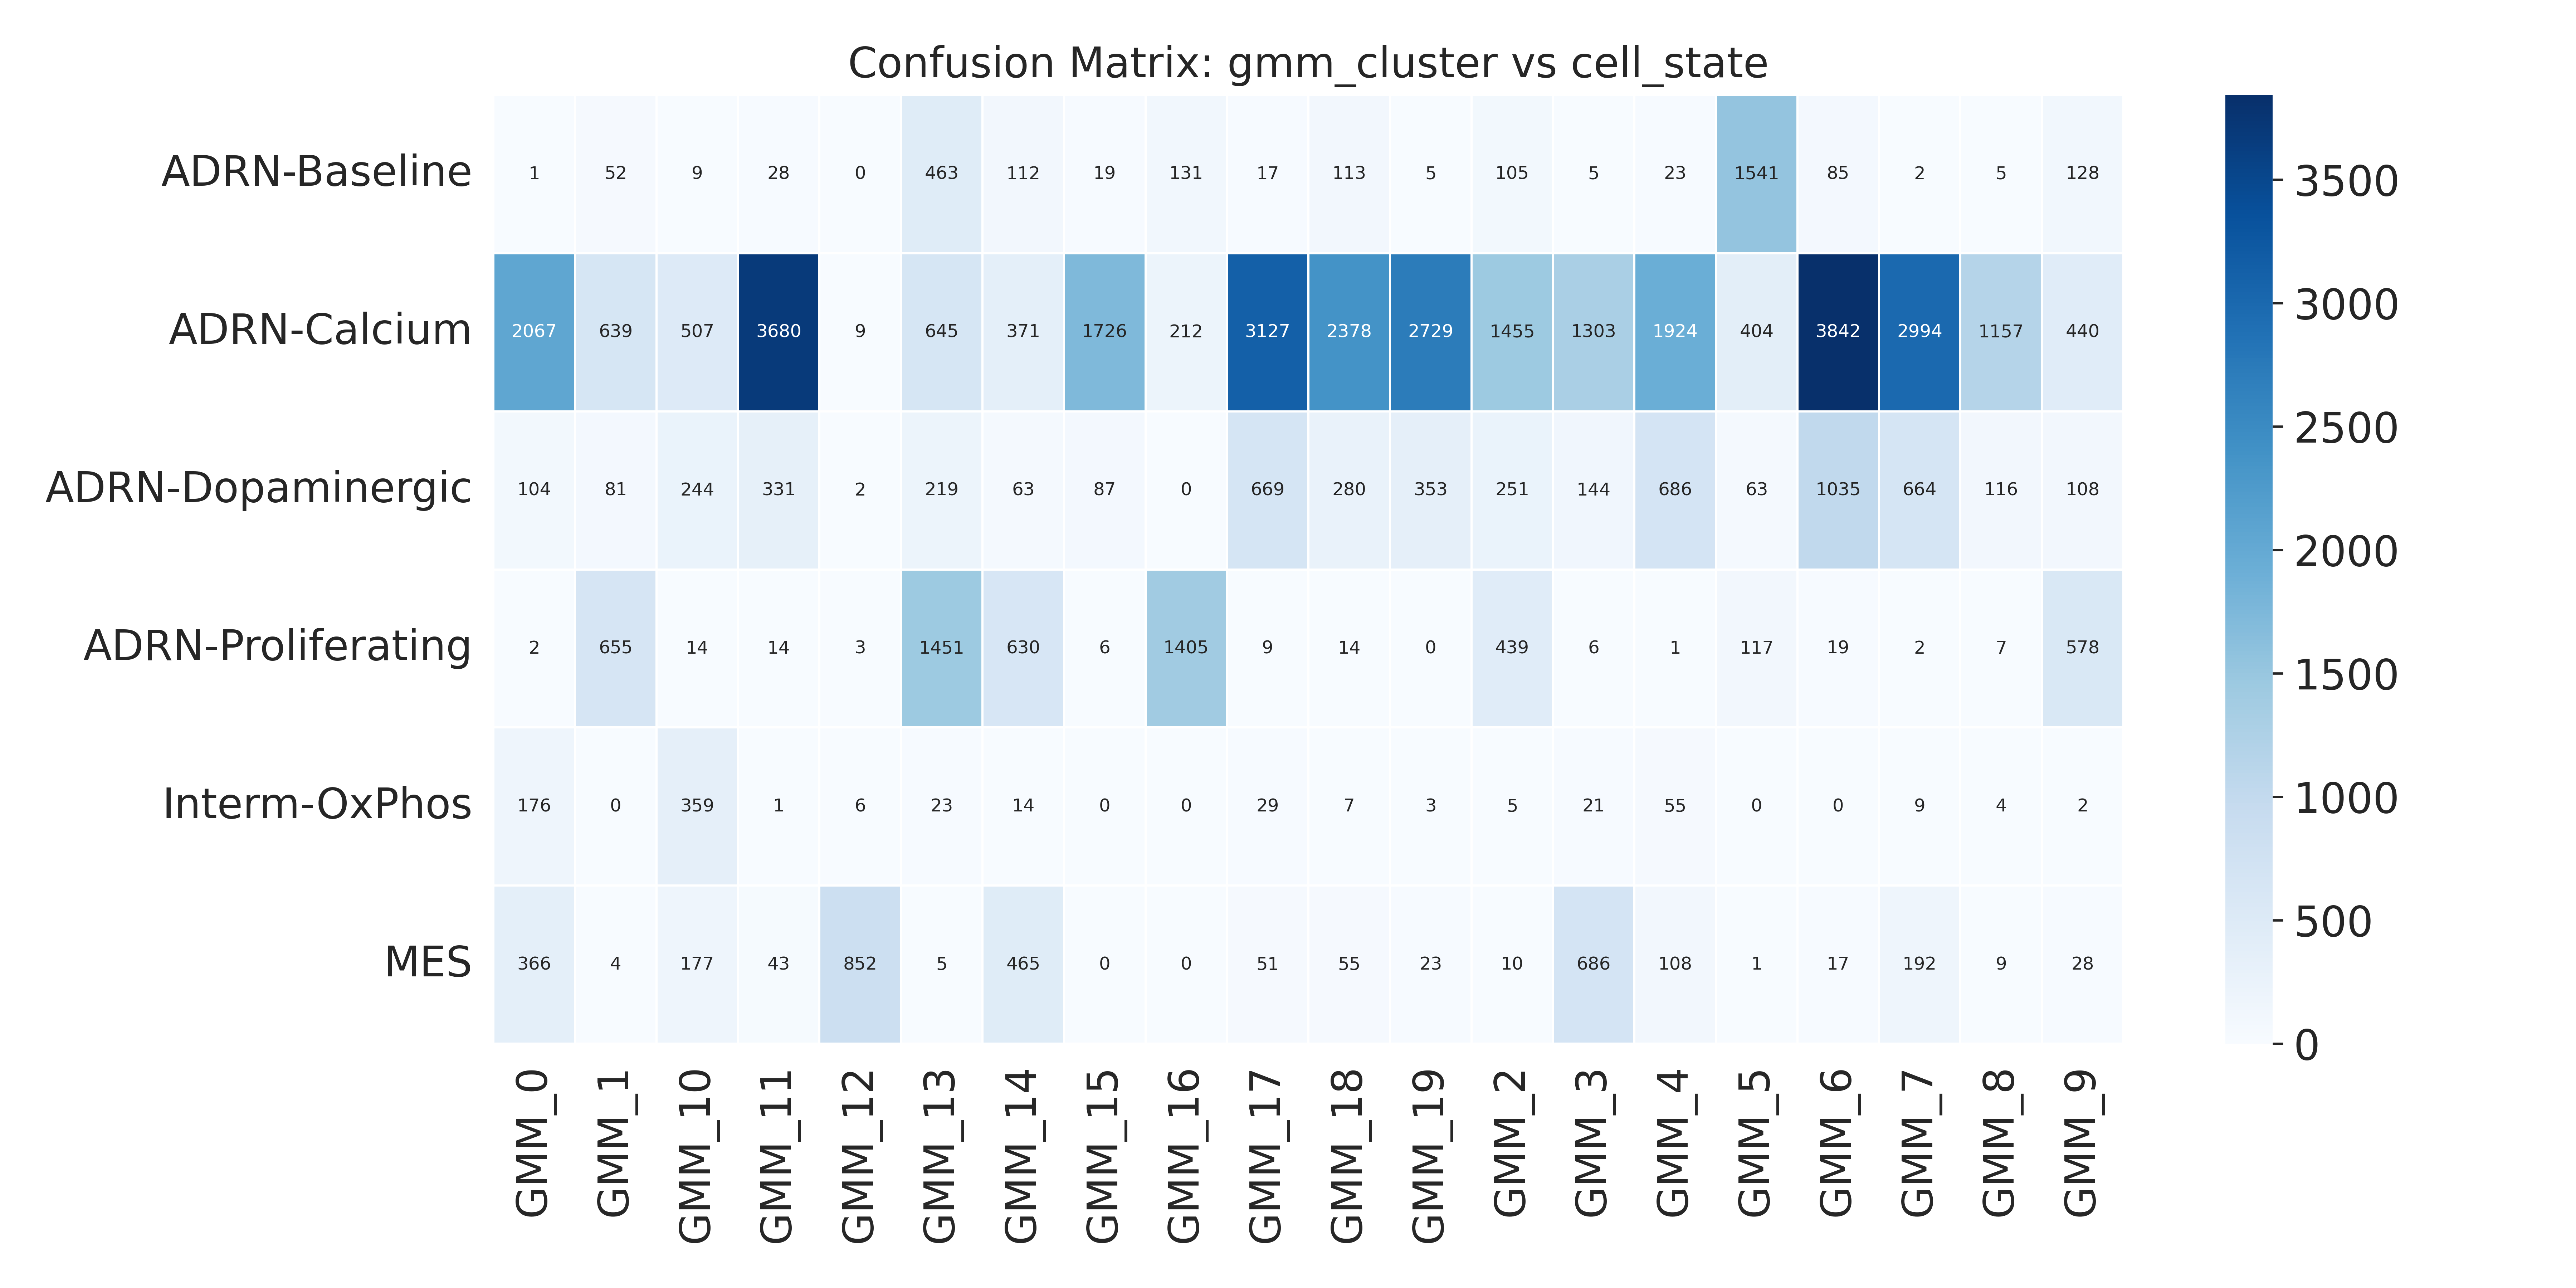 Confusion Matrix: gmm_cluster vs cell_state
ADRN-Baseline 1 52 9 28 0 463 112 19 131 17 113 5 105 5 23 1541 85 2 5 128
ADRN-Calcium 2067 639 507 3680 9 645 371 1726 212 3127 2378 2729 1455 1303 1924 404 3842 2994 1157 440
ADRN-Dopaminergic 104 81 244 331 2 219 63 87 0 669 280 353 251 144 686 63 1035 664 116 108
ADRN-Proliferating 2 655 14 14 3 1451 630 6 1405 9 14 0 439 6 1 117 19 2 7 578
Interm-OxPhos 176 0 359 1 6 23 14 0 0 29 7 3 5 21 55 0 0 9 4 2
MES 366 4 177 43 852 5 465 0 0 51 55 23 10 686 108 1 17 192 9 28
GMM_0 GMM_1 GMM_10 GMM_11 GMM_12 GMM_13 GMM_14 GMM_15 GMM_16 GMM_17 GMM_18 GMM_19 GMM_2 GMM_3 GMM_4 GMM_5 GMM_6 GMM_7 GMM_8 GMM_9
3500
3000
2500
2000
1500
1000
500
0